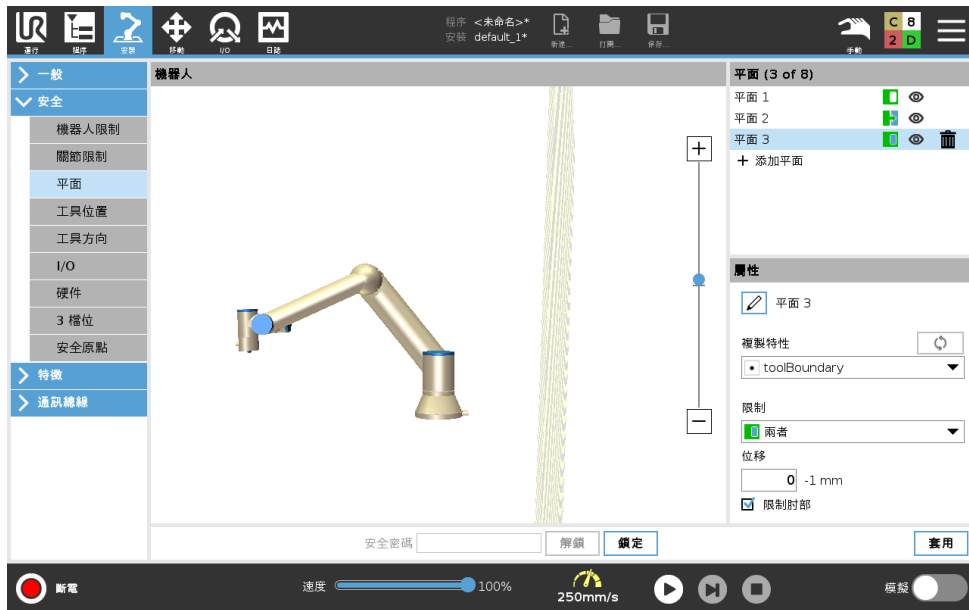 運行
程序
安裝
移動
I/O
日誌
程序 <未命名>*
安裝 default_1*
新建...
打開...
保存...
手動
C 8
2 D
一般
安全
機器人限制
關節限制
平面
工具位置
工具方向
I/O
硬件
3 檔位
安全原點
特徵
通訊總線
機器人
平面 (3 of 8)
平面 1
平面 2
平面 3
添加平面
屬性
平面 3
複製特性
toolBoundary
限制
兩者
位移
0 -1 mm
限制肘部
安全密碼
解鎖
鎖定
套用
斷電
速度
100%
250mm/s
模擬